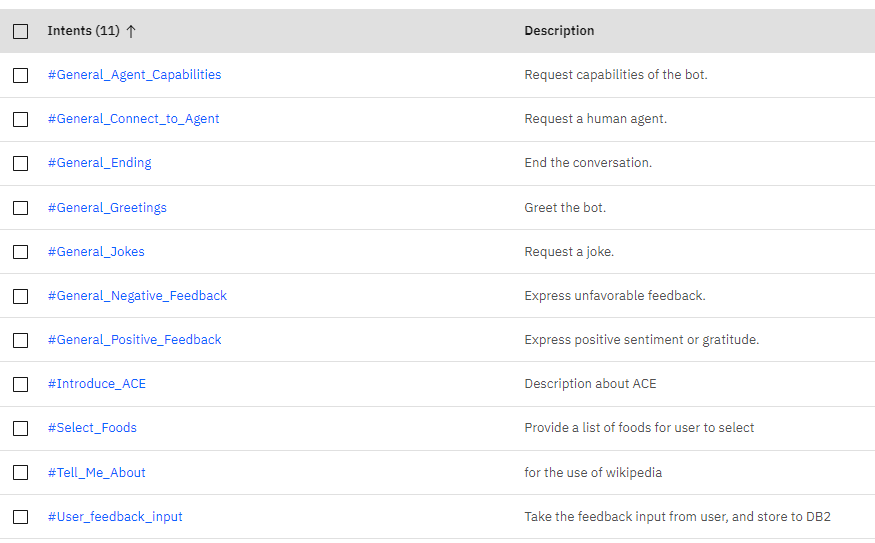 Intents (11) ↑ Description
#General_Agent_Capabilities Request capabilities of the bot.
#General_Connect_to_Agent Request a human agent.
#General_Ending End the conversation.
#General_Greetings Greet the bot.
#General_Jokes Request a joke.
#General_Negative_Feedback Express unfavorable feedback.
#General_Positive_Feedback Express positive sentiment or gratitude.
#Introduce_ACE Description about ACE
#Select_Foods Provide a list of foods for user to select
#Tell_Me_About for the use of wikipedia
#User_feedback_input Take the feedback input from user, and store to DB2